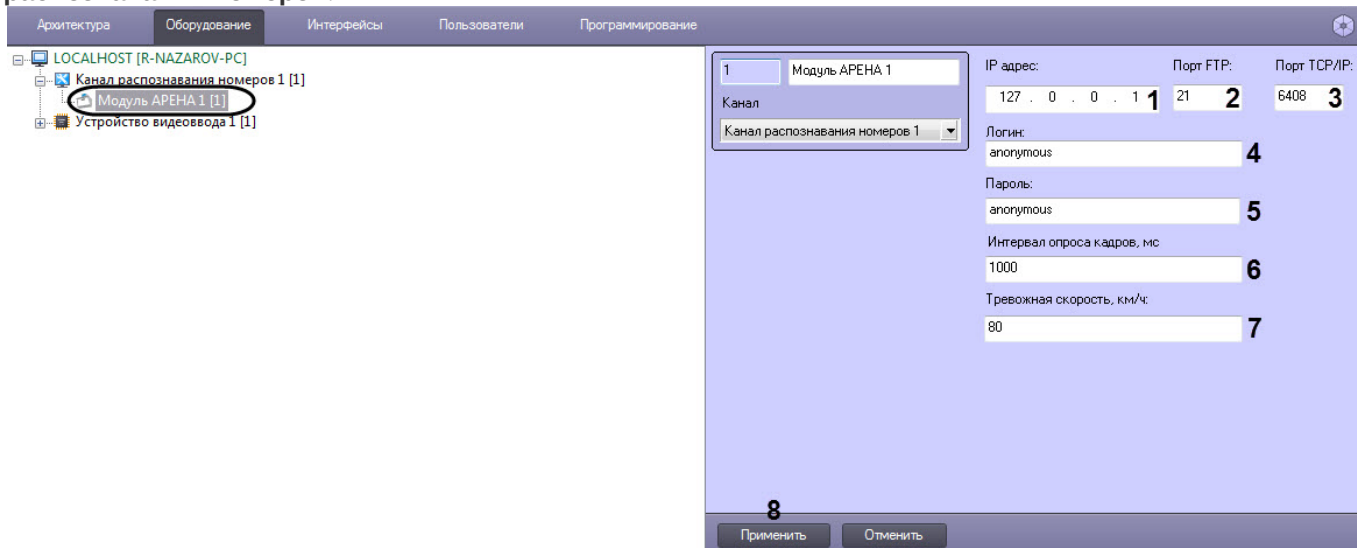 Архитектура Оборудование Интерфейсы Пользователи Программирование
LOCALHOST [R-NAZAROV-PC]
Канал распознавания номеров 1 [1]
Модуль АРЕНА 1 [1]
Устройство видеоввода 1 [1]
1 Модуль АРЕНА 1
Канал
Канал распознавания номеров 1
IP адрес: Порт FTP: Порт TCP/IP:
127 . 0 . 0 . 1 1 21 2 6408 3
Логин:
anonymous 4
Пароль:
anonymous 5
Интервал опроса кадров, мс
1000 6
Тревожная скорость, км/ч:
80 7
8
Применить Отменить